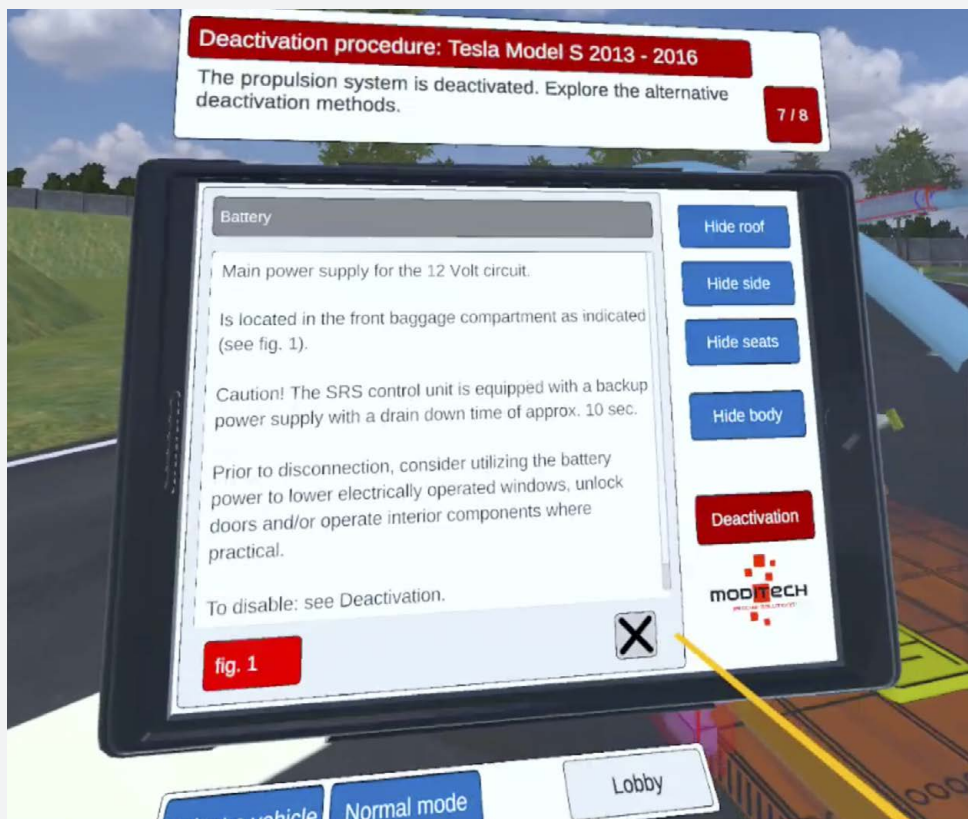 Deactivation procedure: Tesla Model S 2013 - 2016
The propulsion system is deactivated. Explore the alternative
deactivation methods.
7 / 8
Battery
Main power supply for the 12 Volt circuit.
Is located in the front baggage compartment as indicated
(see fig. 1).
Caution! The SRS control unit is equipped with a backup
power supply with a drain down time of approx. 10 sec.
Prior to disconnection, consider utilizing the battery
power to lower electrically operated windows, unlock
doors and/or operate interior components where
practical.
To disable: see Deactivation.
fig. 1
X
Hide roof
Hide side
Hide seats
Hide body
Deactivation
MODITECH
vehicle
Normal mode
Lobby